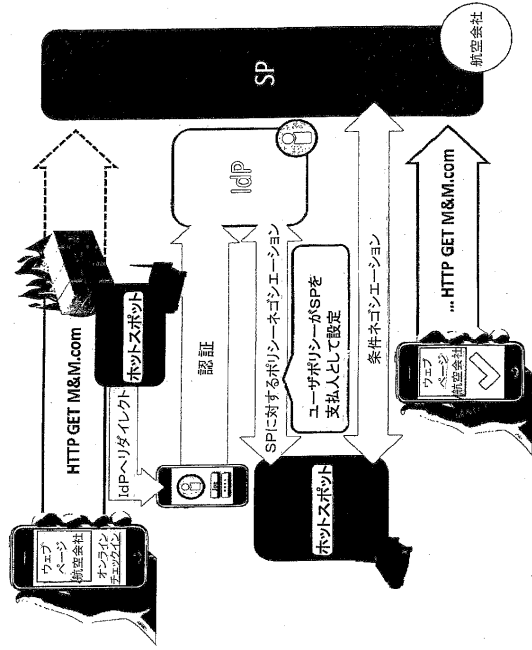 ウェブ
ページ
航空会社
オンライン
チェックイン
HTTP GET M&M.com
ホットスポット
IdPへリダイレクト
認証
IdP
SP
航空会社
SPに対するポリシーネゴシエーション
ユーザポリシーがSPを
支払人として設定
ホットスポット
条件ネゴシエーション
ウェブ
ページ
航空会社
... HTTP GET M&M.com